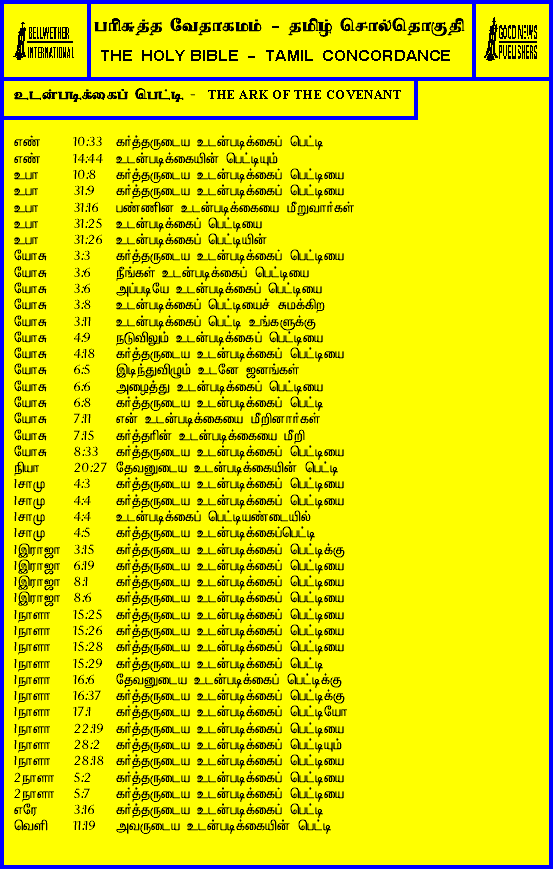 BELLWETHER
INTERNATIONAL
பரிசுத்த வேதாகமம் - தமிழ் சொல்தொகுதி
THE HOLY BIBLE - TAMIL CONCORDANCE
GOOD NEWS
PUBLISHERS
உடன்படிக்கைப் பெட்டி - THE ARK OF THE COVENANT
எண் 10:33 கர்த்தருடைய உடன்படிக்கைப் பெட்டி
எண் 14:44 உடன்படிக்கையின் பெட்டியும்
உபா 10:8 கர்த்தருடைய உடன்படிக்கைப் பெட்டியை
உபா 31:9 கர்த்தருடைய உடன்படிக்கைப் பெட்டியை
உபா 31:16 பண்ணின உடன்படிக்கையை மீறுவார்கள்
உபா 31:25 உடன்படிக்கைப் பெட்டியை
உபா 31:26 உடன்படிக்கைப் பெட்டியின்
யோசு 3:3 கர்த்தருடைய உடன்படிக்கைப் பெட்டியை
யோசு 3:6 நீங்கள் உடன்படிக்கைப் பெட்டியை
யோசு 3:6 அப்படியே உடன்படிக்கைப் பெட்டியை
யோசு 3:8 உடன்படிக்கைப் பெட்டியைச் சுமக்கிற
யோசு 3:11 உடன்படிக்கைப் பெட்டி உங்களுக்கு
யோசு 4:9 நடுவிலும் உடன்படிக்கைப் பெட்டியை
யோசு 4:18 கர்த்தருடைய உடன்படிக்கைப் பெட்டியை
யோசு 6:5 இடிந்துவிழும் உடனே ஜனங்கள்
யோசு 6:6 அழைத்து உடன்படிக்கைப் பெட்டியை
யோசு 6:8 கர்த்தருடைய உடன்படிக்கைப் பெட்டி
யோசு 7:11 என் உடன்படிக்கையை மீறினார்கள்
யோசு 7:15 கர்த்தரின் உடன்படிக்கையை மீறி
யோசு 8:33 கர்த்தருடைய உடன்படிக்கைப் பெட்டியை
நியா 20:27 தேவனுடைய உடன்படிக்கையின் பெட்டி
1சாமு 4:3 கர்த்தருடைய உடன்படிக்கைப் பெட்டியை
1சாமு 4:4 கர்த்தருடைய உடன்படிக்கைப் பெட்டியை
1சாமு 4:4 உடன்படிக்கைப் பெட்டியண்டையில்
1சாமு 4:5 கர்த்தருடைய உடன்படிக்கைப்பெட்டி
1இராஜா 3:15 கர்த்தருடைய உடன்படிக்கைப் பெட்டிக்கு
1இராஜா 6:19 கர்த்தருடைய உடன்படிக்கைப் பெட்டியை
1இராஜா 8:1 கர்த்தருடைய உடன்படிக்கைப் பெட்டியை
1இராஜா 8:6 கர்த்தருடைய உடன்படிக்கைப் பெட்டியை
1நாளா 15:25 கர்த்தருடைய உடன்படிக்கைப் பெட்டியை
1நாளா 15:26 கர்த்தருடைய உடன்படிக்கைப் பெட்டியை
1நாளா 15:28 கர்த்தருடைய உடன்படிக்கைப் பெட்டியை
1நாளா 15:29 கர்த்தருடைய உடன்படிக்கைப் பெட்டி
1நாளா 16:6 தேவனுடைய உடன்படிக்கைப் பெட்டிக்கு
1நாளா 16:37 கர்த்தருடைய உடன்படிக்கைப் பெட்டிக்கு
1நாளா 17:1 கர்த்தருடைய உடன்படிக்கைப் பெட்டியோ
1நாளா 22:19 கர்த்தருடைய உடன்படிக்கைப் பெட்டியை
1நாளா 28:2 கர்த்தருடைய உடன்படிக்கைப் பெட்டியும்
1நாளா 28:18 கர்த்தருடைய உடன்படிக்கைப் பெட்டியை
2நாளா 5:2 கர்த்தருடைய உடன்படிக்கைப் பெட்டியை
2நாளா 5:7 கர்த்தருடைய உடன்படிக்கைப் பெட்டியை
எரே 3:16 கர்த்தருடைய உடன்படிக்கைப் பெட்டி
வெளி 11:19 அவருடைய உடன்படிக்கையின் பெட்டி